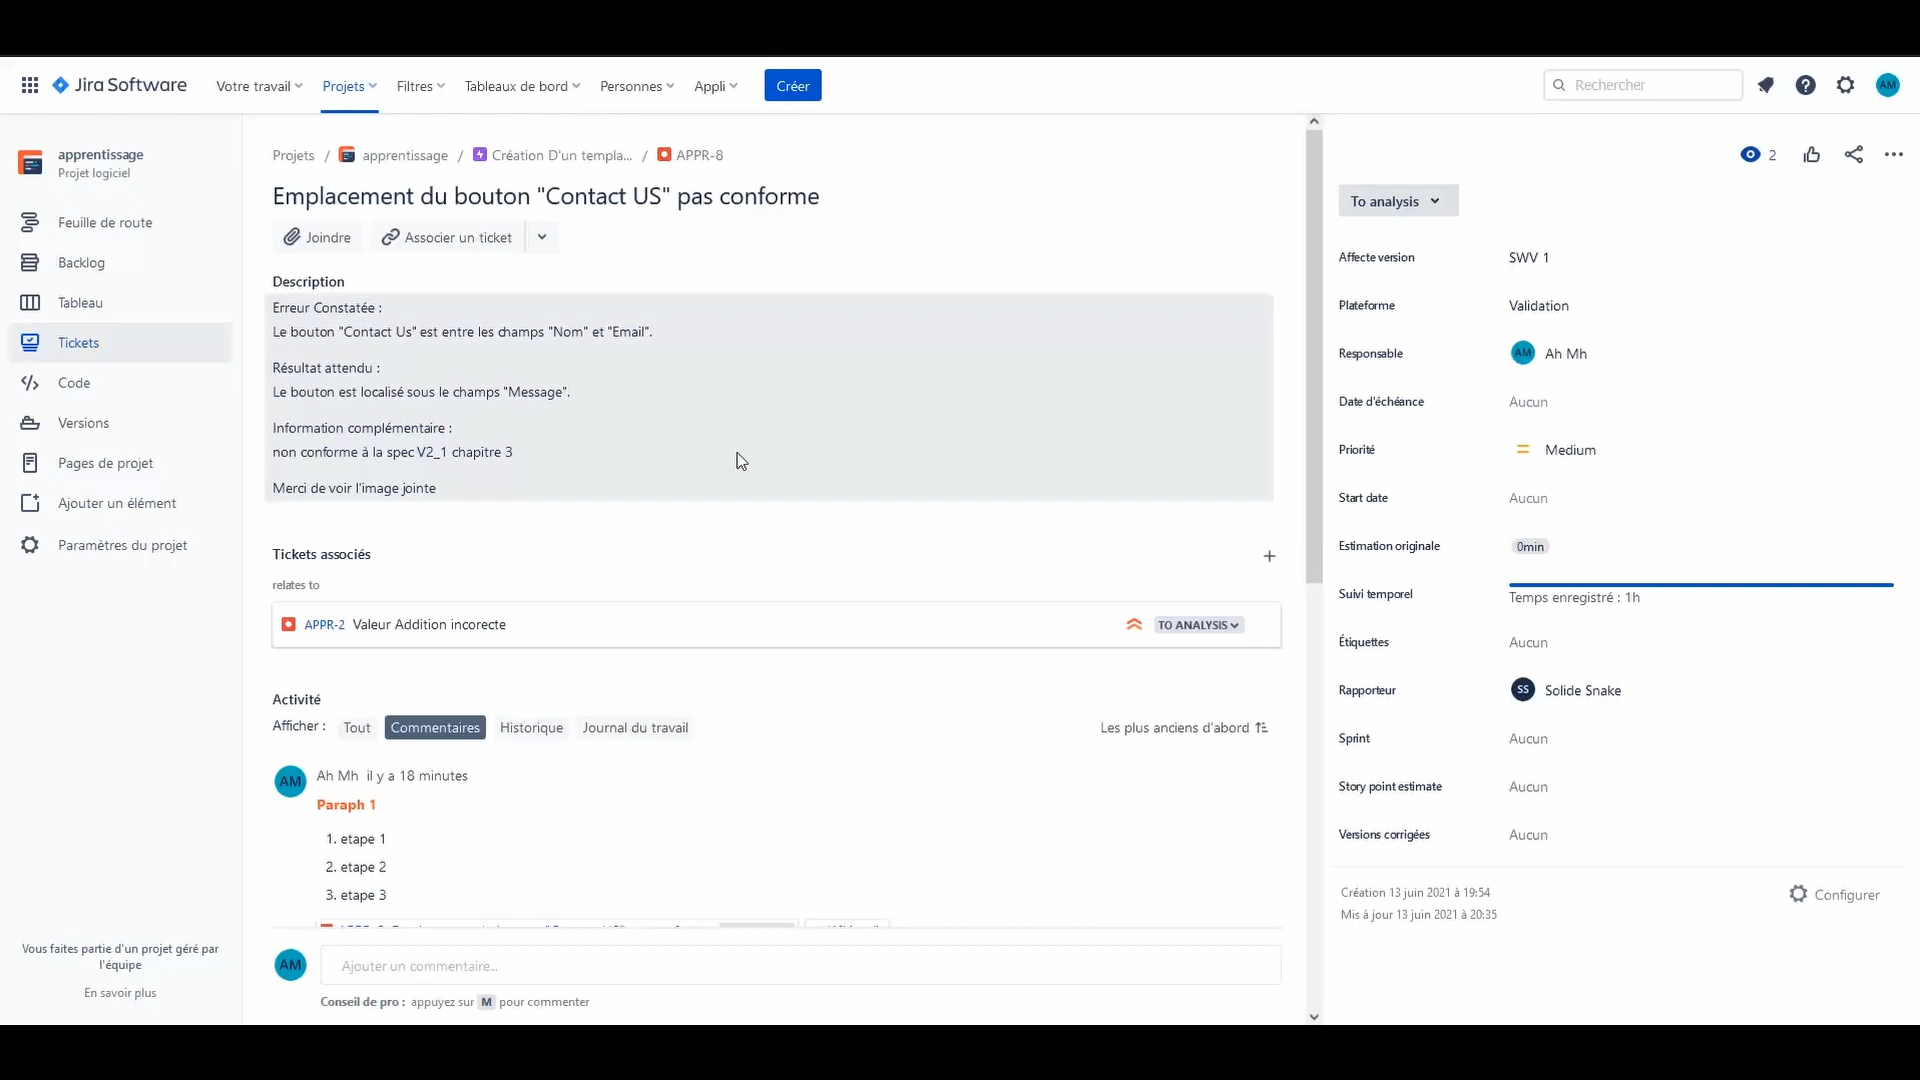 Jira Software
Votre travail
Projets
Filtres
Tableaux de bord
Personnes
Appli
Créer
Rechercher
AM
apprentissage
Projet logiciel
Feuille de route
Backlog
Tableau
Tickets
Code
Versions
Pages de projet
Ajouter un élément
Paramètres du projet
Vous faites partie d'un projet géré par
l'équipe
En savoir plus
Projets / apprentissage / Création D'un templa... / APPR-8
Emplacement du bouton "Contact US" pas conforme
Joindre
Associer un ticket
Description
Erreur Constatée :
Le bouton "Contact Us" est entre les champs "Nom" et "Email".
Résultat attendu :
Le bouton est localisé sous le champs "Message".
Information complémentaire :
non conforme à la spec V2_1 chapitre 3
Merci de voir l'image jointe
Tickets associés
relates to
APPR-2 Valeur Addition incorecte
TO ANALYSIS
Activité
Afficher : Tout Commentaires Historique Journal du travail
Les plus anciens d'abord
AM
Ah Mh il y a 18 minutes
Paraph 1
1. etape 1
2. etape 2
3. etape 3
AM
Ajouter un commentaire...
Conseil de pro : appuyez sur M pour commenter
2
To analysis
Affecte version SWV 1
Plateforme Validation
Responsable AM Ah Mh
Date d'échéance Aucun
Priorité Medium
Start date Aucun
Estimation originale 0min
Suivi temporel Temps enregistré : 1h
Étiquettes Aucun
Rapporteur SS Solide Snake
Sprint Aucun
Story point estimate Aucun
Versions corrigées Aucun
Création 13 juin 2021 à 19:54
Mis à jour 13 juin 2021 à 20:35
Configurer